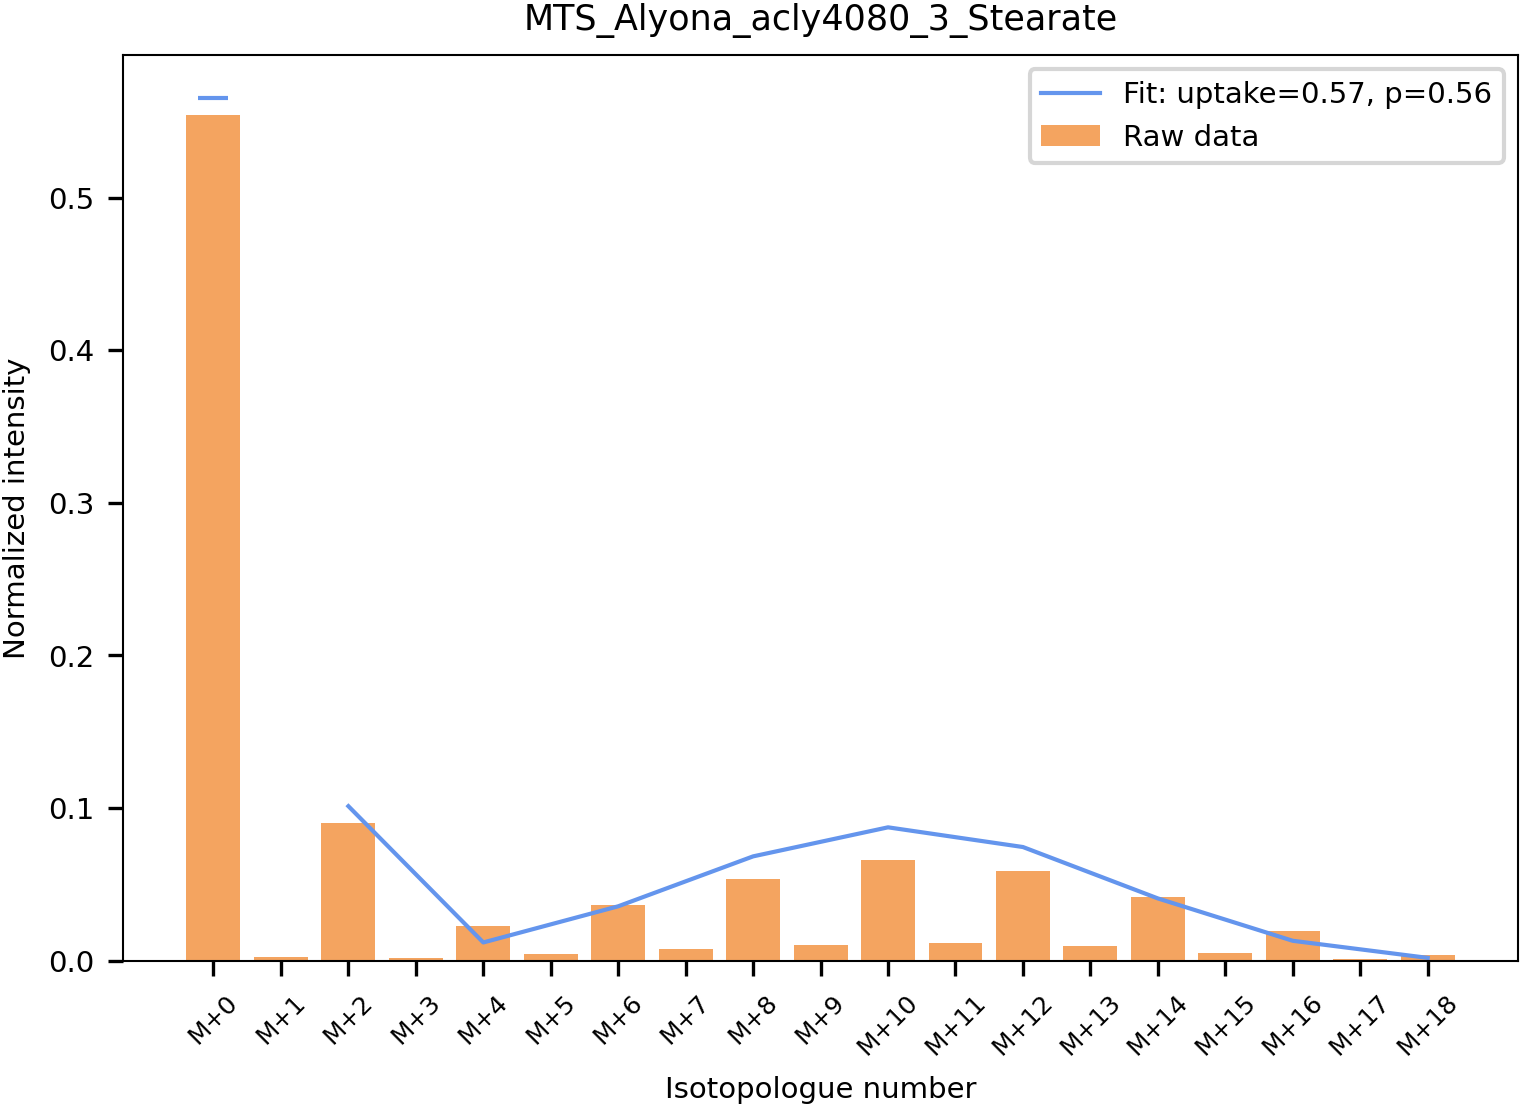 MTS_Alyona_acly4080_3_Stearate
Fit: uptake=0.57, p=0.56
Raw data
Normalized intensity
0.5
0.4
0.3
0.2
0.1
0.0
M+0 M+1 M+2 M+3 M+4 M+5 M+6 M+7 M+8 M+9 M+10 M+11 M+12 M+13 M+14 M+15 M+16 M+17 M+18
Isotopologue number